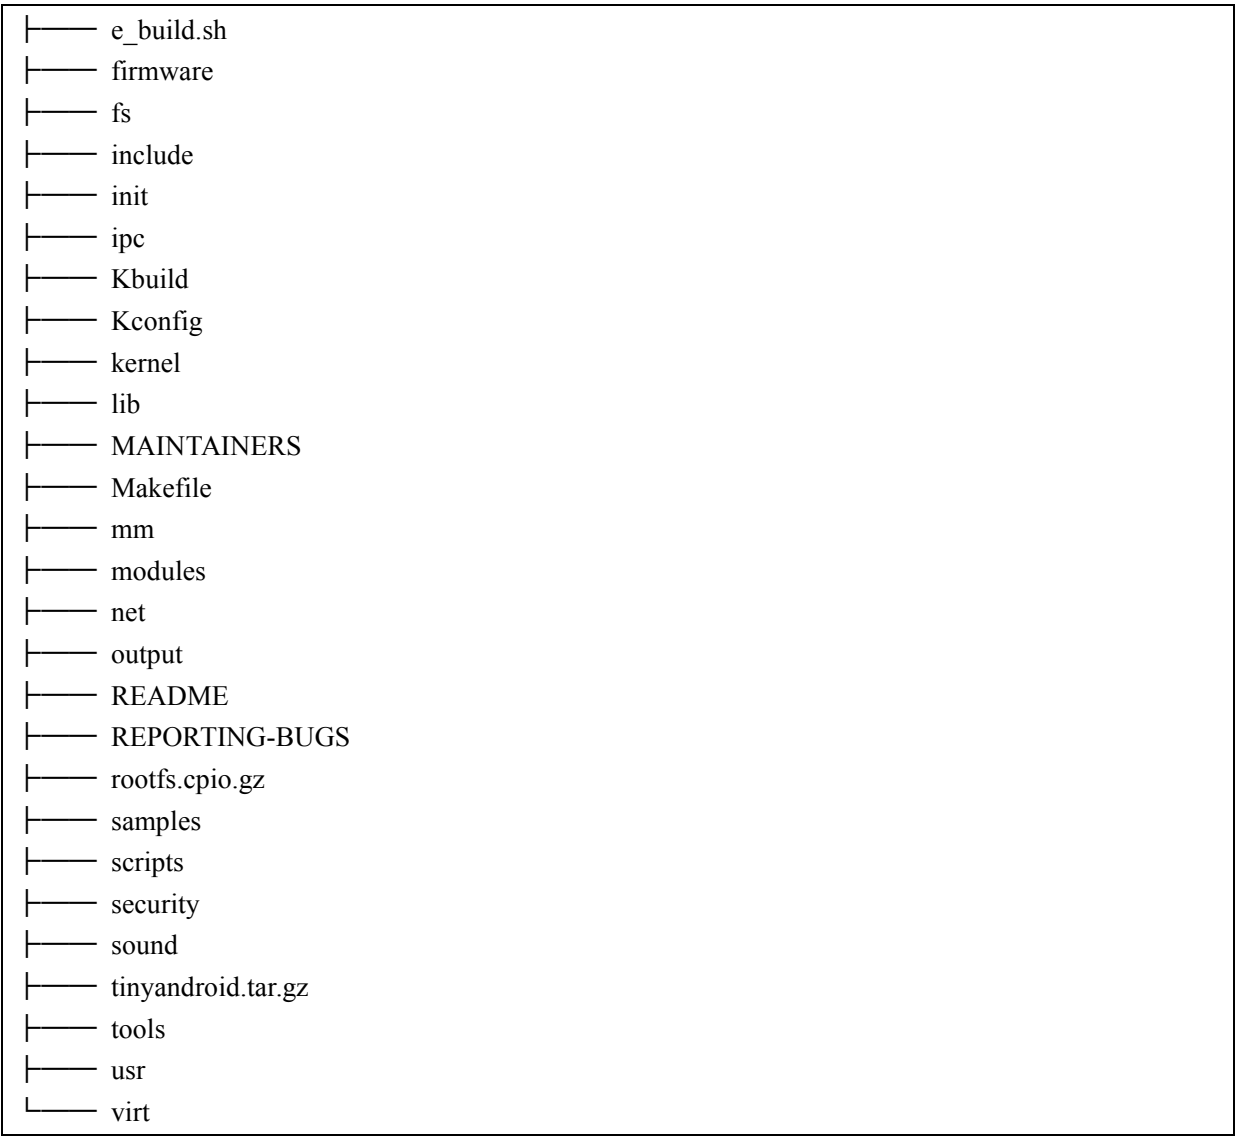 ├── e_build.sh
├── firmware
├── fs
├── include
├── init
├── ipc
├── Kbuild
├── Kconfig
├── kernel
├── lib
├── MAINTAINERS
├── Makefile
├── mm
├── modules
├── net
├── output
├── README
├── REPORTING-BUGS
├── rootfs.cpio.gz
├── samples
├── scripts
├── security
├── sound
├── tinyandroid.tar.gz
├── tools
├── usr
└── virt